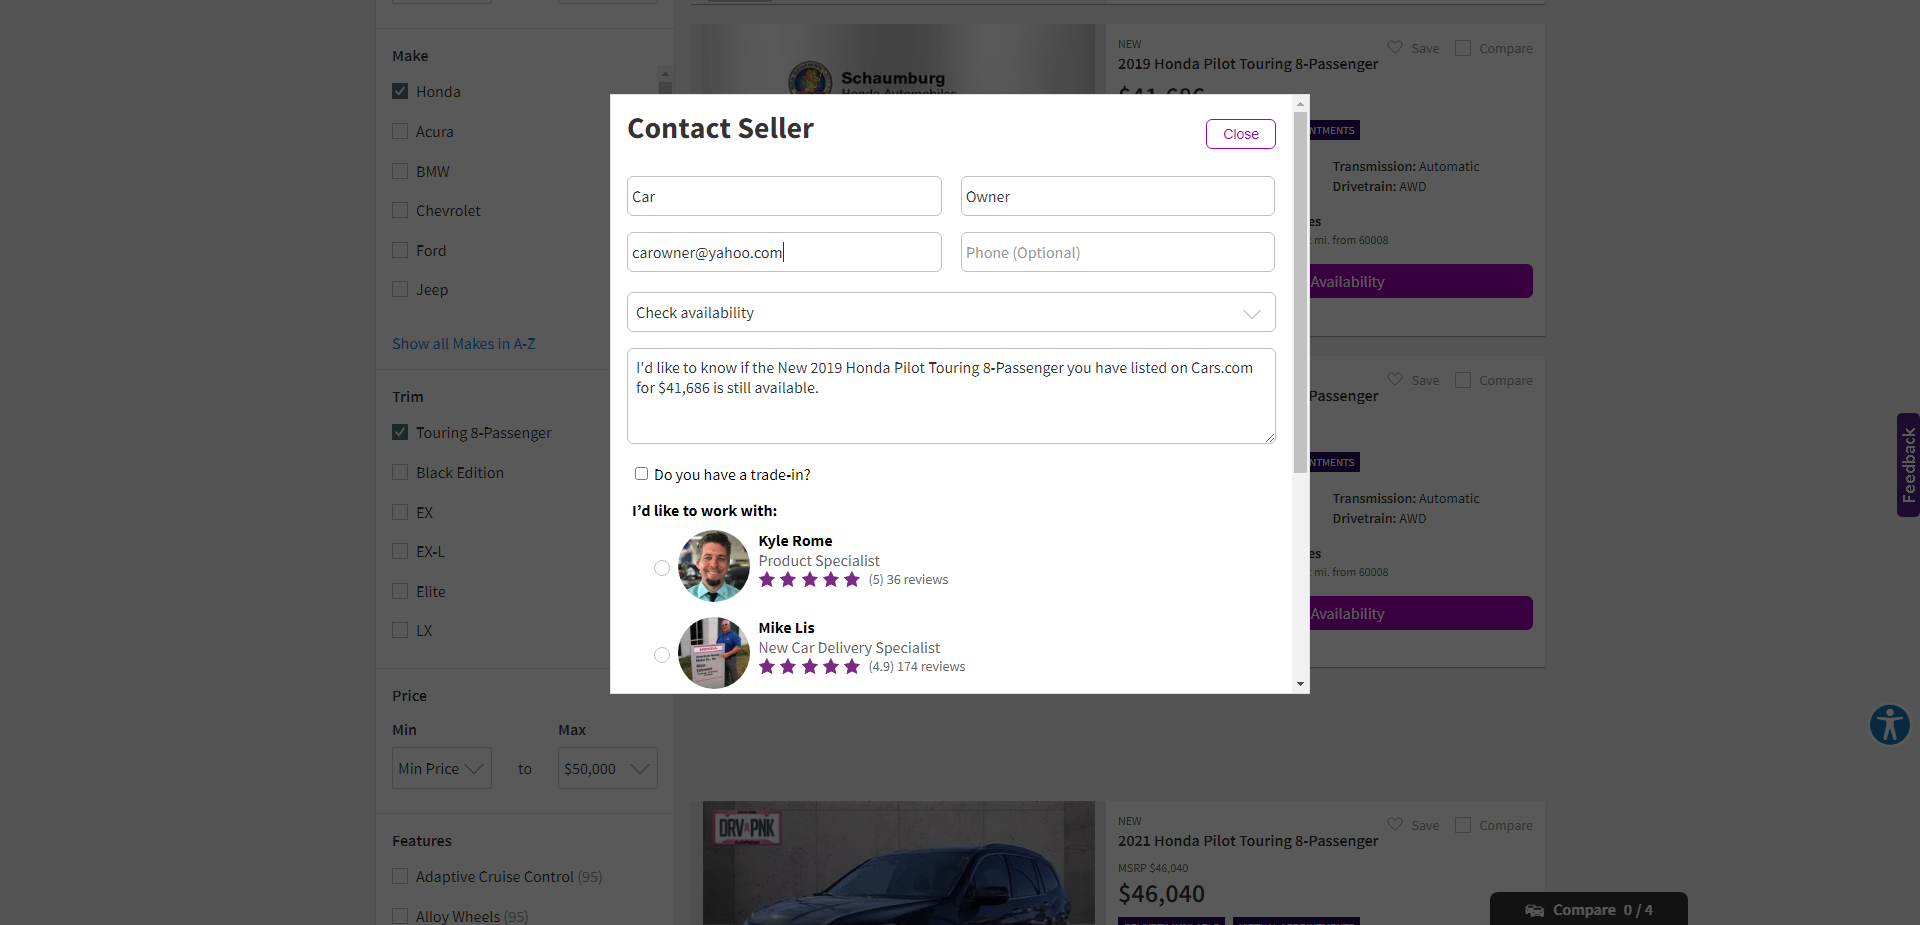 Make
Honda
Acura
BMW
Chevrolet
Ford
Jeep
Show all Makes in A-Z
Trim
Touring 8-Passenger
Black Edition
EX
EX-L
Elite
LX
Price
Min
Max
Min Price
to
$50,000
Features
Adaptive Cruise Control (95)
Alloy Wheels (95)
Schaumburg
Honda Automobiles
NEW
Save
Compare
2019 Honda Pilot Touring 8-Passenger
$41,686
NTMENTS
Transmission: Automatic
Drivetrain: AWD
es
mi. from 60008
Availability
Contact Seller
Close
Car
Owner
carowner@yahoo.com
Phone (Optional)
Check availability
I'd like to know if the New 2019 Honda Pilot Touring 8-Passenger you have listed on Cars.com
for $41,686 is still available.
Do you have a trade-in?
I'd like to work with:
Kyle Rome
Product Specialist
(5) 36 reviews
Mike Lis
New Car Delivery Specialist
(4.9) 174 reviews
Save
Compare
Passenger
NTMENTS
Transmission: Automatic
Drivetrain: AWD
es
mi. from 60008
Availability
Feedback
DRV PNK
NEW
Save
Compare
2021 Honda Pilot Touring 8-Passenger
MSRP $46,040
$46,040
Compare 0 / 4